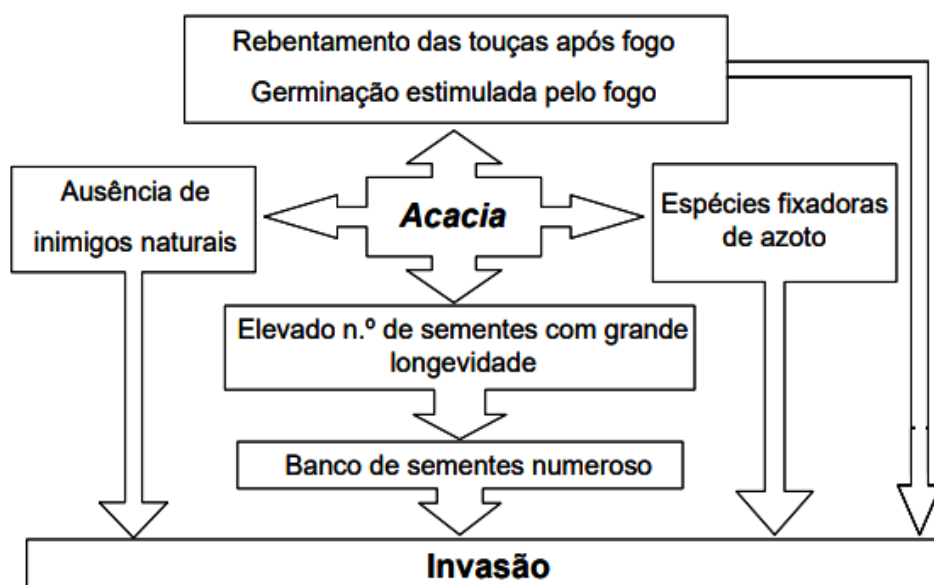 Rebentamento das touças após fogo
Germinação estimulada pelo fogo
Ausência de
inimigos naturais
Acacia
Espécies fixadoras
de azoto
Elevado n.º de sementes com grande
longevidade
Banco de sementes numeroso
Invasão